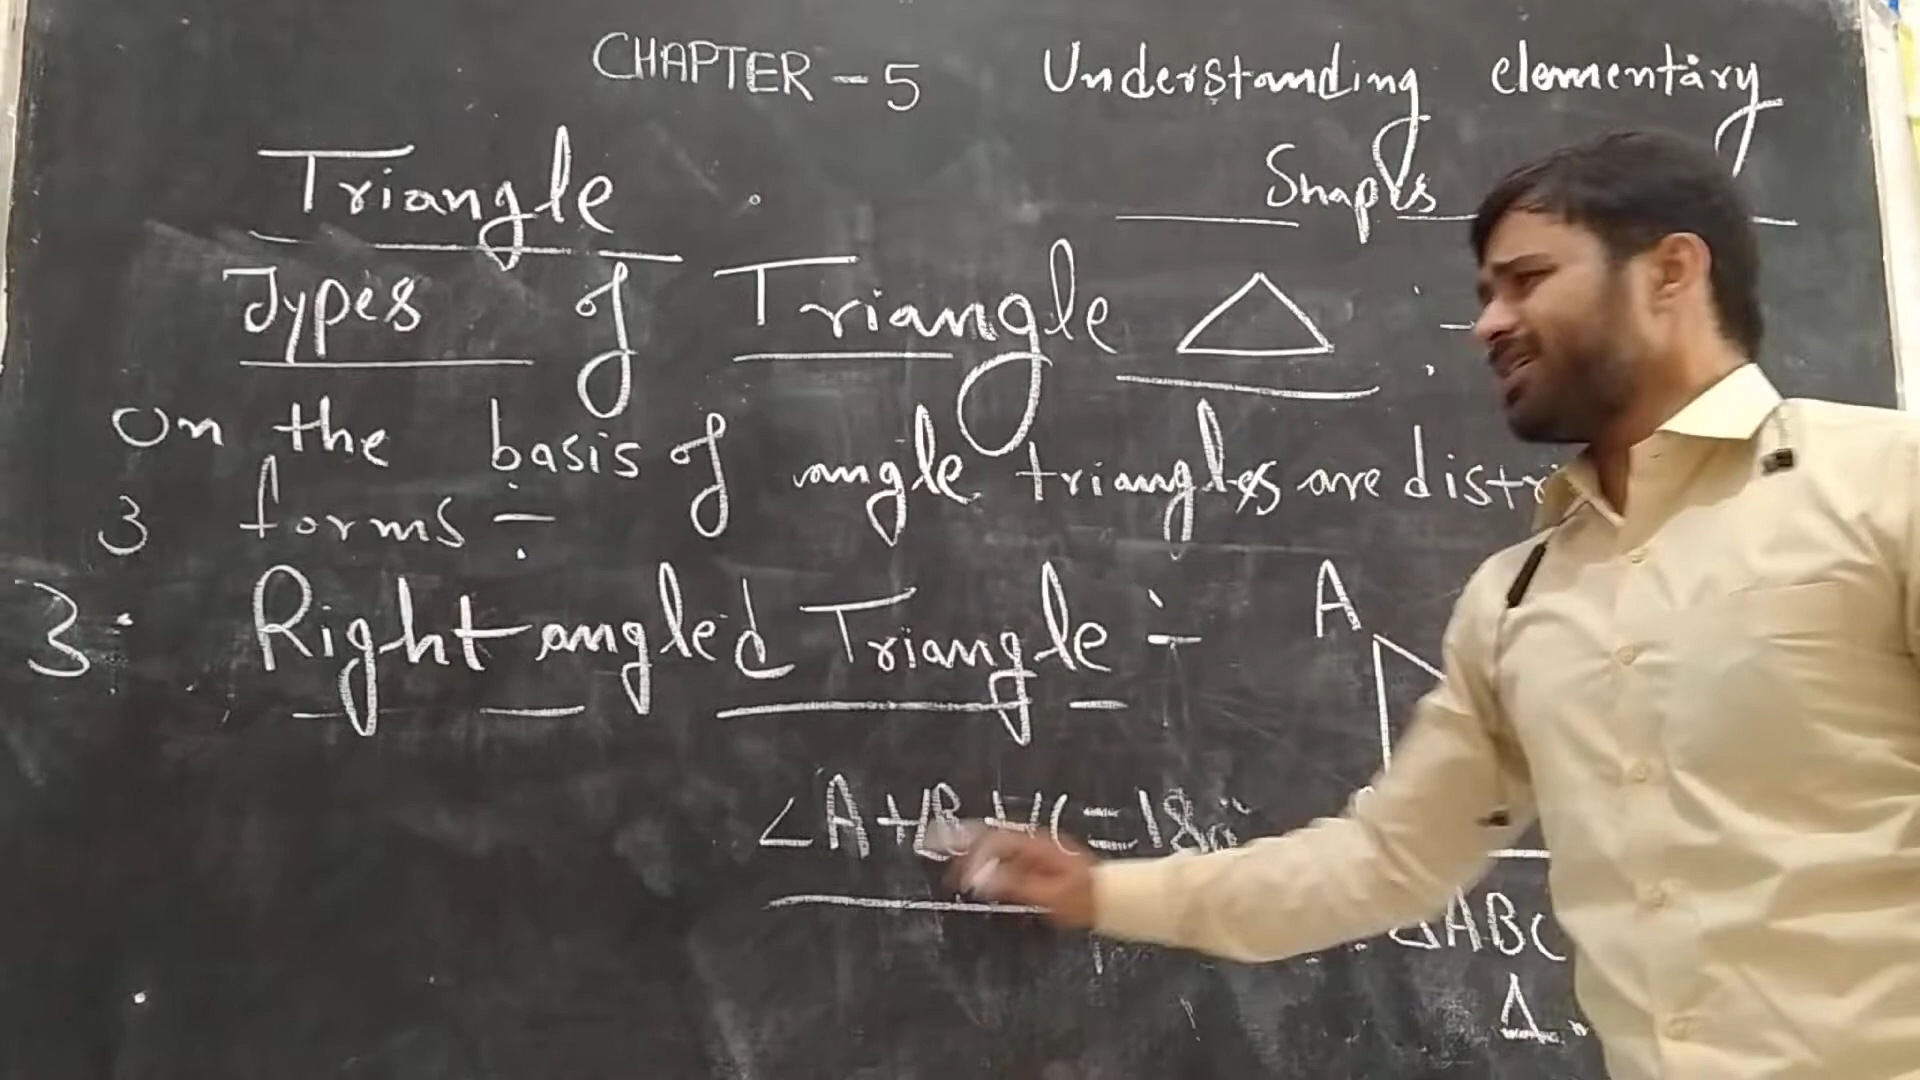 CHAPTER - 5 Understanding elementary
Shapes
Triangle
Types of Triangle △ :-
on the basis of angle triangles are distri
3 forms :-
3: Right angled Triangle :-
A
∠A+∠B+∠C=180°
△ABC
△